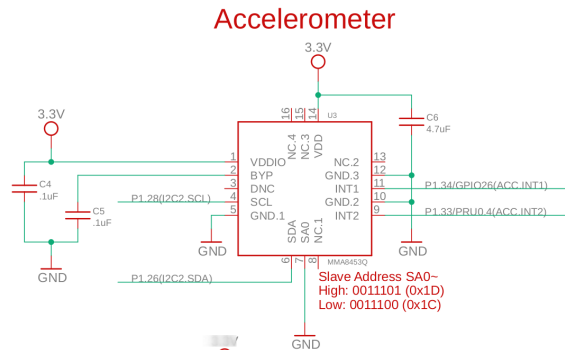 Accelerometer
3.3V
3.3V
16
15
14
U3
NC.4
NC.3
VDD
C6
4.7uF
1
VDDIO
NC.2
13
2
BYP
GND.3
12
3
DNC
INT1
11
P1.34/GPIO26(ACC.INT1)
4
SCL
GND.2
10
5
GND.1
INT2
9
P1.33/PRU0.4(ACC.INT2)
C4
.1uF
C5
.1uF
P1.28(I2C2.SCL)
SDA
SA0
NC.1
GND
GND
GND
6
7
8
MMA8453Q
P1.26(I2C2.SDA)
Slave Address SA0~
High: 0011101 (0x1D)
Low: 0011100 (0x1C)
GND